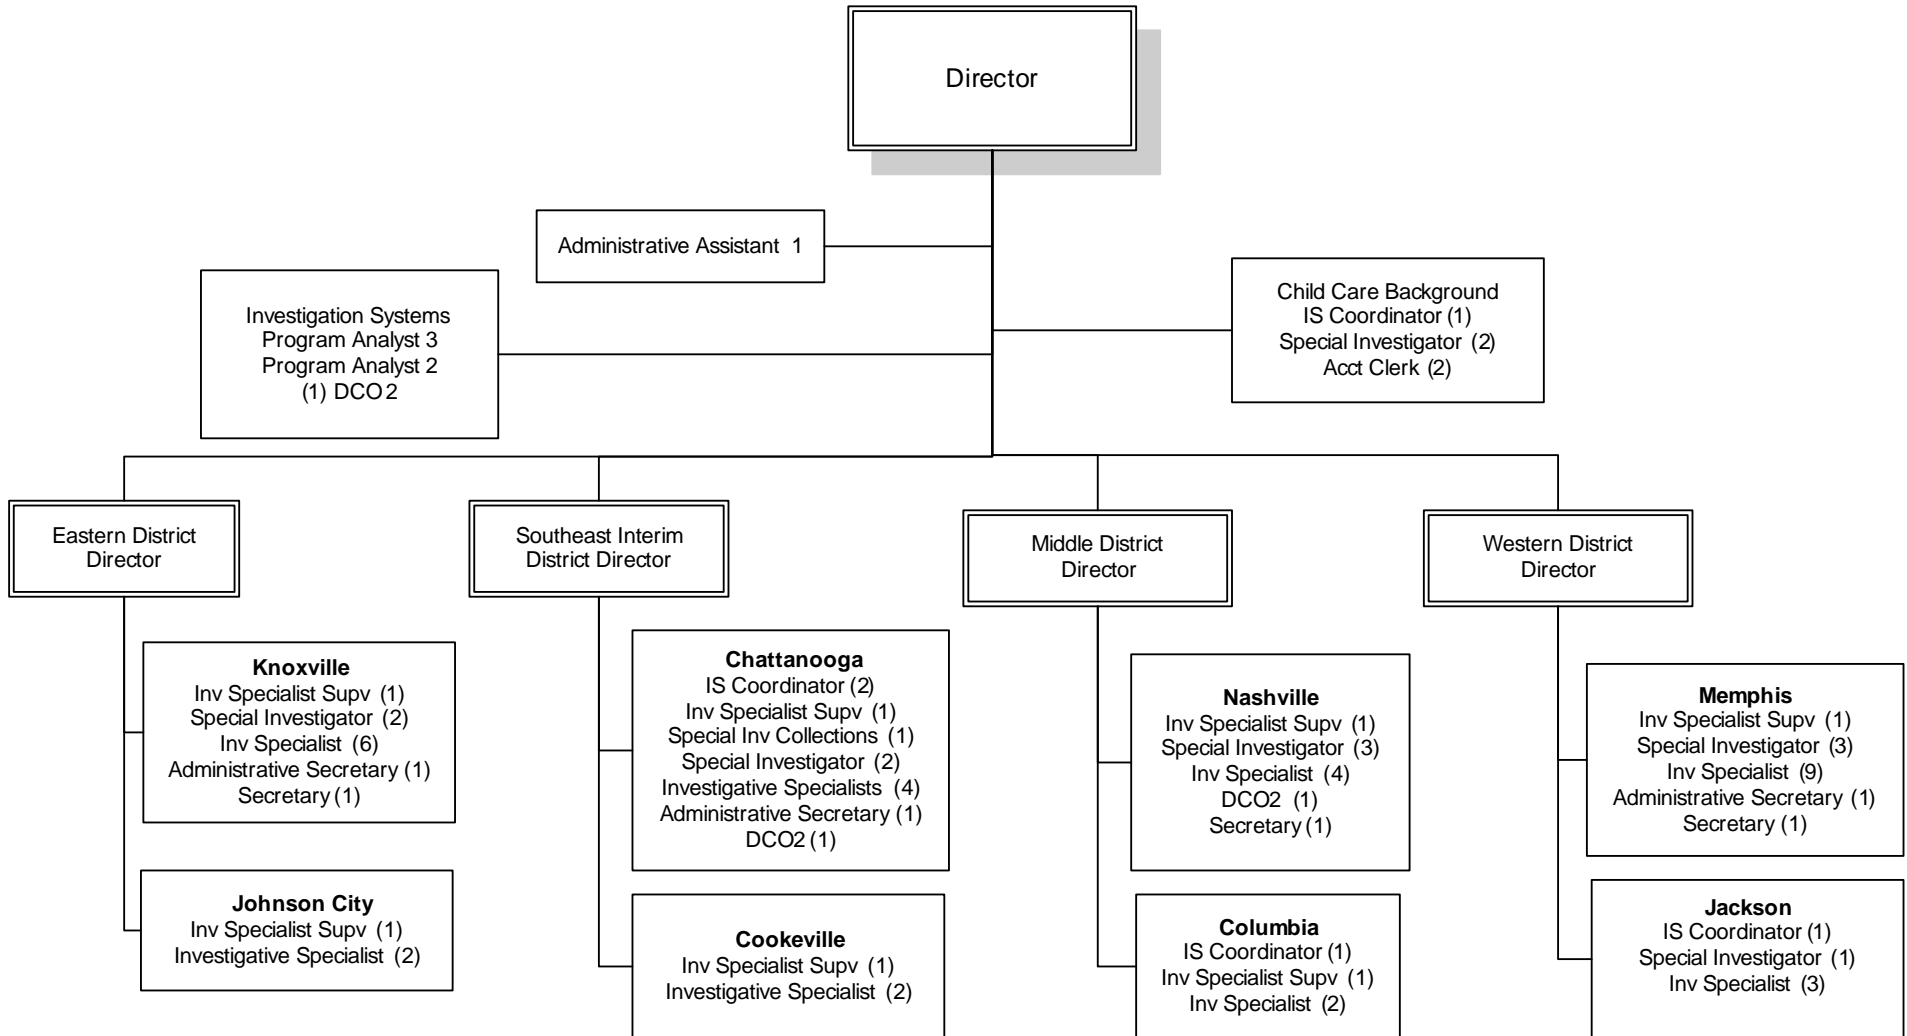 Director
Administrative Assistant 1
Investigation Systems
Program Analyst 3
Program Analyst 2
(1) DCO 2
Child Care Background
IS Coordinator (1)
Special Investigator (2)
Acct Clerk (2)
Eastern District
Director
Southeast Interim
District Director
Middle District
Director
Western District
Director
Knoxville
Inv Specialist Supv (1)
Special Investigator (2)
Inv Specialist (6)
Administrative Secretary (1)
Secretary (1)
Chattanooga
IS Coordinator (2)
Inv Specialist Supv (1)
Special Inv Collections (1)
Special Investigator (2)
Investigative Specialists (4)
Administrative Secretary (1)
DCO2 (1)
Nashville
Inv Specialist Supv (1)
Special Investigator (3)
Inv Specialist (4)
DCO2 (1)
Secretary (1)
Memphis
Inv Specialist Supv (1)
Special Investigator (3)
Inv Specialist (9)
Administrative Secretary (1)
Secretary (1)
Johnson City
Inv Specialist Supv (1)
Investigative Specialist (2)
Cookeville
Inv Specialist Supv (1)
Investigative Specialist (2)
Columbia
IS Coordinator (1)
Inv Specialist Supv (1)
Inv Specialist (2)
Jackson
IS Coordinator (1)
Special Investigator (1)
Inv Specialist (3)